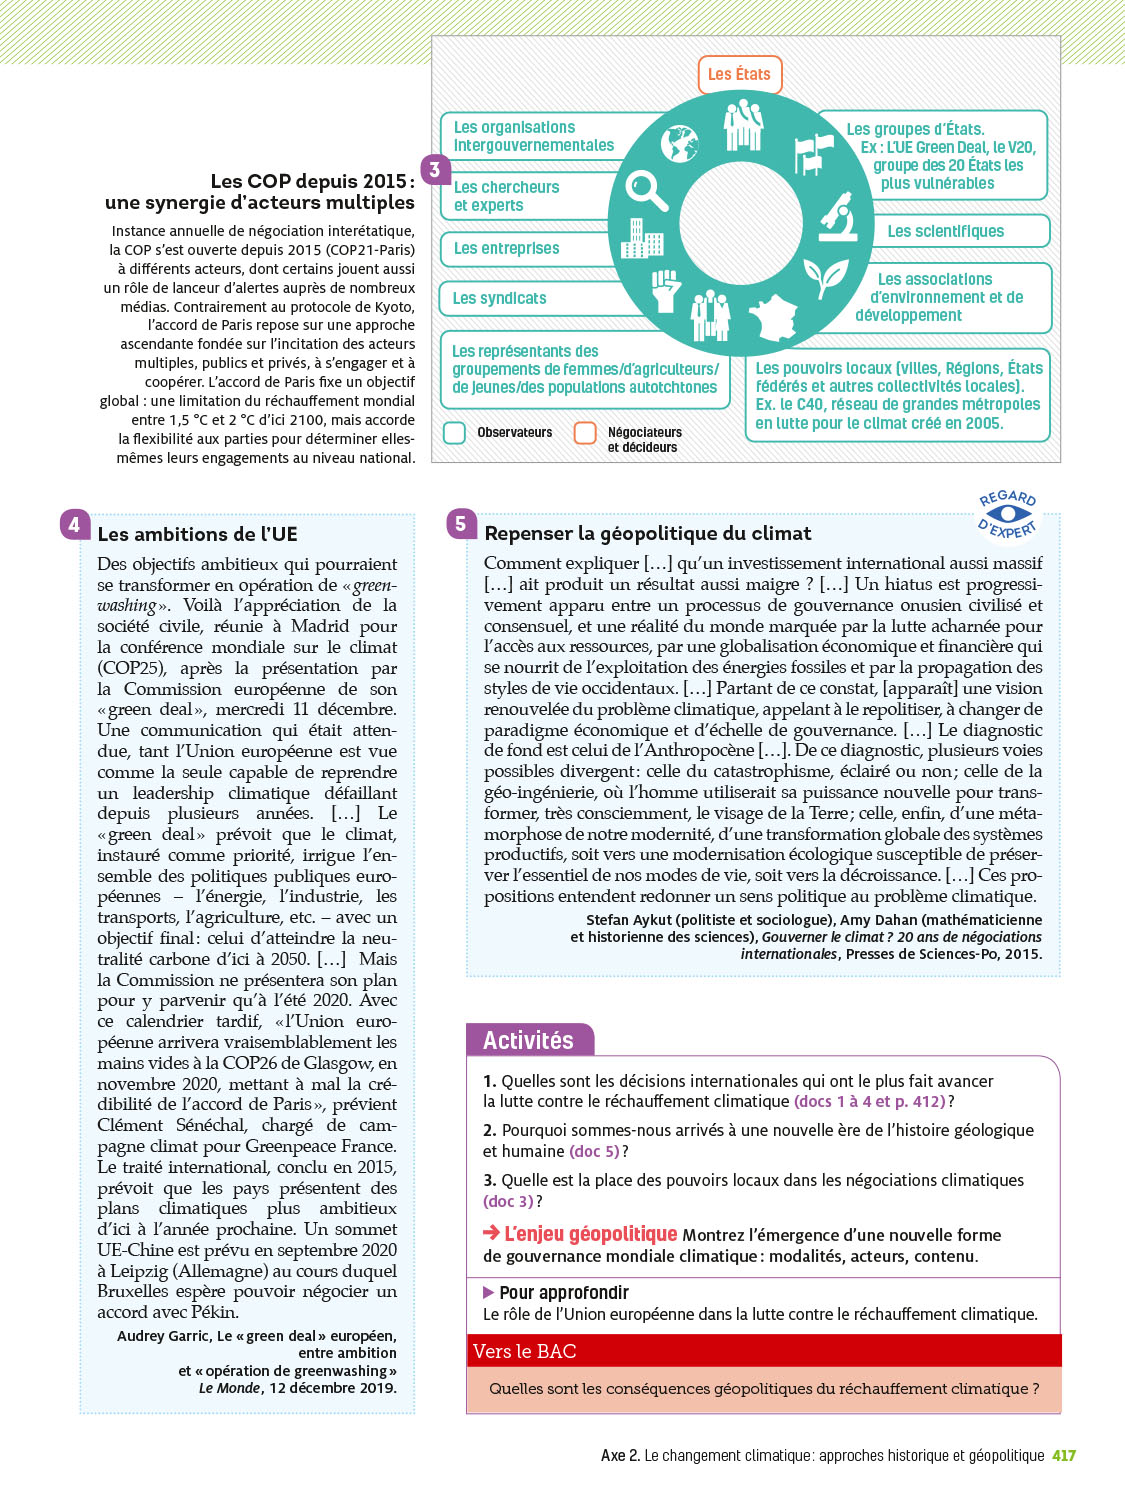 Les États
Les organisations
Intergouvernementales
Les groupes d'États.
Ex : L'UE Green Deal, le V20,
groupe des 20 États les
plus vulnérables
3
Les chercheurs
et experts
Les scientifiques
Les entreprises
Les associations
d'environnement et de
développement
Les syndicats
Les représentants des
groupements de femmes/d'agriculteurs/
de jeunes/des populations autotchtones
Les pouvoirs locaux (villes, Régions, États
fédérés et autres collectivités locales).
Ex. le C40, réseau de grandes métropoles
en lutte pour le climat créé en 2005.
Observateurs
Négociateurs
et décideurs
Les COP depuis 2015 :
une synergie d'acteurs multiples
Instance annuelle de négociation interétatique,
la COP s'est ouverte depuis 2015 (COP21-Paris)
à différents acteurs, dont certains jouent aussi
un rôle de lanceur d'alertes auprès de nombreux
médias. Contrairement au protocole de Kyoto,
l'accord de Paris repose sur une approche
ascendante fondée sur l'incitation des acteurs
multiples, publics et privés, à s'engager et à
coopérer. L'accord de Paris fixe un objectif
global : une limitation du réchauffement mondial
entre 1,5 °C et 2 °C d'ici 2100, mais accorde
la flexibilité aux parties pour déterminer elles-
mêmes leurs engagements au niveau national.
4
Les ambitions de l'UE
Des objectifs ambitieux qui pourraient
se transformer en opération de « green-
washing ». Voilà l'appréciation de la
société civile, réunie à Madrid pour
la conférence mondiale sur le climat
(COP25), après la présentation par
la Commission européenne de son
« green deal », mercredi 11 décembre.
Une communication qui était atten-
due, tant l'Union européenne est vue
comme la seule capable de reprendre
un leadership climatique défaillant
depuis plusieurs années. […] Le
« green deal » prévoit que le climat,
instauré comme priorité, irrigue l'en-
semble des politiques publiques euro-
péennes – l'énergie, l'industrie, les
transports, l'agriculture, etc. – avec un
objectif final : celui d'atteindre la neu-
tralité carbone d'ici à 2050. […] Mais
la Commission ne présentera son plan
pour y parvenir qu'à l'été 2020. Avec
ce calendrier tardif, « l'Union euro-
péenne arrivera vraisemblablement les
mains vides à la COP26 de Glasgow, en
novembre 2020, mettant à mal la cré-
dibilité de l'accord de Paris », prévient
Clément Sénéchal, chargé de cam-
pagne climat pour Greenpeace France.
Le traité international, conclu en 2015,
prévoit que les pays présentent des
plans climatiques plus ambitieux
d'ici à l'année prochaine. Un sommet
UE-Chine est prévu en septembre 2020
à Leipzig (Allemagne) au cours duquel
Bruxelles espère pouvoir négocier un
accord avec Pékin.
Audrey Garric, Le « green deal » européen,
entre ambition
et « opération de greenwashing »
Le Monde, 12 décembre 2019.
REGARD
D'EXPERT
5
Repenser la géopolitique du climat
Comment expliquer […] qu'un investissement international aussi massif
[…] ait produit un résultat aussi maigre ? […] Un hiatus est progressi-
vement apparu entre un processus de gouvernance onusien civilisé et
consensuel, et une réalité du monde marquée par la lutte acharnée pour
l'accès aux ressources, par une globalisation économique et financière qui
se nourrit de l'exploitation des énergies fossiles et par la propagation des
styles de vie occidentaux. […] Partant de ce constat, [apparaît] une vision
renouvelée du problème climatique, appelant à le repolitiser, à changer de
paradigme économique et d'échelle de gouvernance. […] Le diagnostic
de fond est celui de l'Anthropocène […]. De ce diagnostic, plusieurs voies
possibles divergent : celle du catastrophisme, éclairé ou non ; celle de la
géo-ingénierie, où l'homme utiliserait sa puissance nouvelle pour trans-
former, très consciemment, le visage de la Terre ; celle, enfin, d'une méta-
morphose de notre modernité, d'une transformation globale des systèmes
productifs, soit vers une modernisation écologique susceptible de préser-
ver l'essentiel de nos modes de vie, soit vers la décroissance. […] Ces pro-
positions entendent redonner un sens politique au problème climatique.
Stefan Aykut (politiste et sociologue), Amy Dahan (mathématicienne
et historienne des sciences), Gouverner le climat ? 20 ans de négociations
internationales, Presses de Sciences-Po, 2015.
Activités
1. Quelles sont les décisions internationales qui ont le plus fait avancer
la lutte contre le réchauffement climatique (docs 1 à 4 et p. 412) ?
2. Pourquoi sommes-nous arrivés à une nouvelle ère de l'histoire géologique
et humaine (doc 5) ?
3. Quelle est la place des pouvoirs locaux dans les négociations climatiques
(doc 3) ?
→ L'enjeu géopolitique Montrez l'émergence d'une nouvelle forme
de gouvernance mondiale climatique : modalités, acteurs, contenu.
▶ Pour approfondir
Le rôle de l'Union européenne dans la lutte contre le réchauffement climatique.
Vers le BAC
Quelles sont les conséquences géopolitiques du réchauffement climatique ?
Axe 2. Le changement climatique : approches historique et géopolitique 417